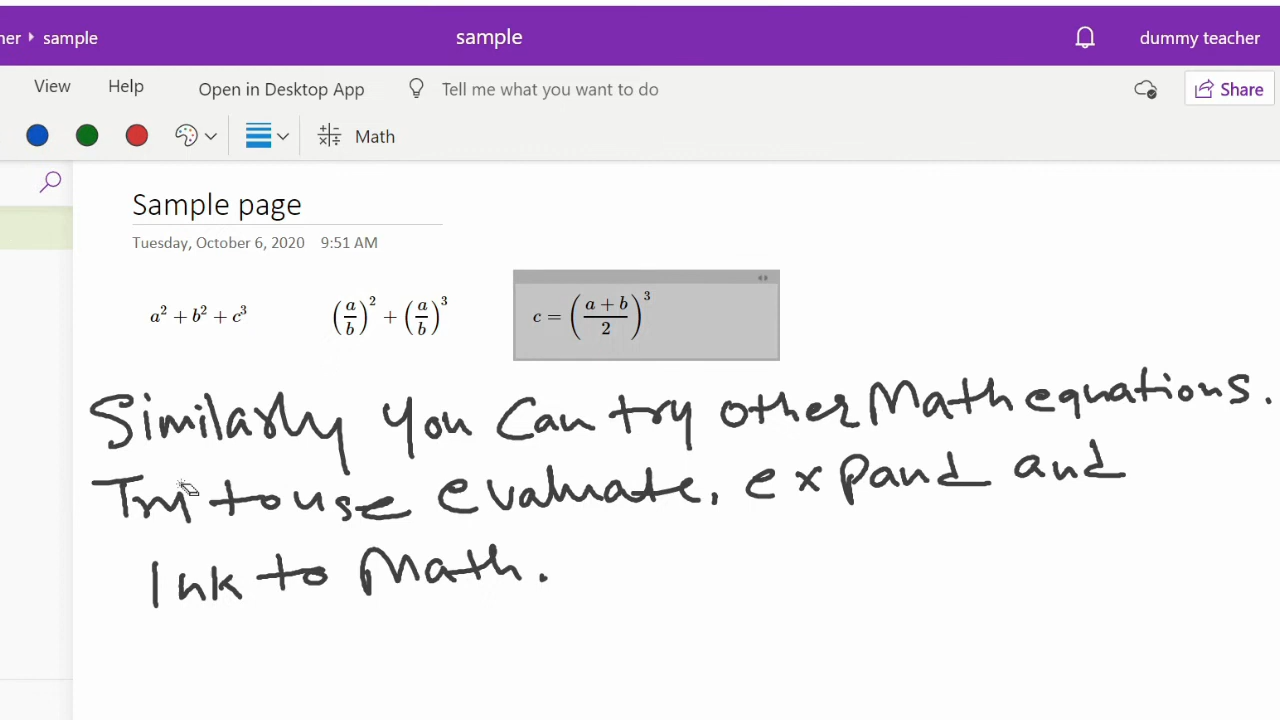 ner ▸ sample
sample
dummy teacher
View Help Open in Desktop App Tell me what you want to do Share
Math
Sample page
Tuesday, October 6, 2020 9:51 AM
a² + b² + c³ (a/b)² + (a/b)³ c = ((a + b)/2)³
Similarly you can try other Math equations.
Try to use evaluate, expand and
Ink to Math.